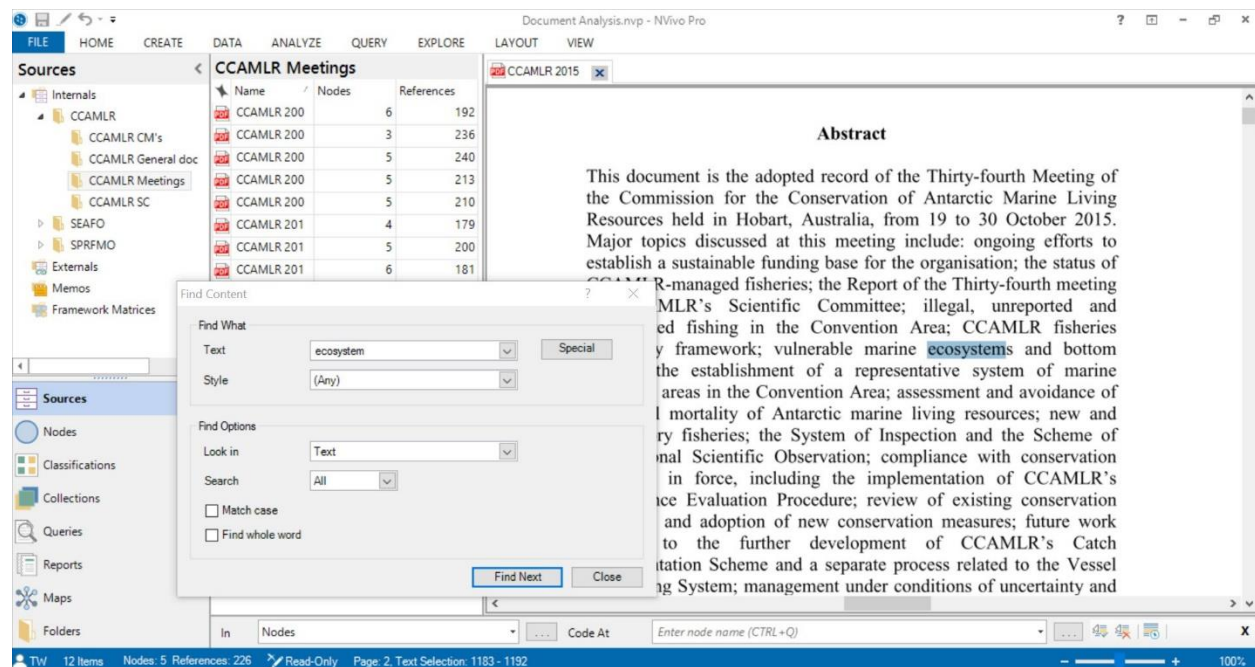 Document Analysis.nvp - NVivo Pro
FILE HOME CREATE DATA ANALYZE QUERY EXPLORE LAYOUT VIEW
Sources
Internals
CCAMLR
CCAMLR CM's
CCAMLR General doc
CCAMLR Meetings
CCAMLR SC
SEAFO
SPRFMO
Externals
Memos
Framework Matrices
Sources
Nodes
Classifications
Collections
Queries
Reports
Maps
Folders
CCAMLR Meetings
Name Nodes References
CCAMLR 200 6 192
CCAMLR 200 3 236
CCAMLR 200 5 240
CCAMLR 200 5 213
CCAMLR 200 5 210
CCAMLR 201 4 179
CCAMLR 201 5 200
CCAMLR 201 6 181
Find Content
Find What
Text ecosystem Special
Style (Any)
Find Options
Look in Text
Search All
Match case
Find whole word
Find Next Close
CCAMLR 2015
Abstract
This document is the adopted record of the Thirty-fourth Meeting of
the Commission for the Conservation of Antarctic Marine Living
Resources held in Hobart, Australia, from 19 to 30 October 2015.
Major topics discussed at this meeting include: ongoing efforts to
establish a sustainable funding base for the organisation; the status of
CCAMLR-managed fisheries; the Report of the Thirty-fourth meeting
MLR's Scientific Committee; illegal, unreported and
ed fishing in the Convention Area; CCAMLR fisheries
y framework; vulnerable marine ecosystems and bottom
the establishment of a representative system of marine
areas in the Convention Area; assessment and avoidance of
l mortality of Antarctic marine living resources; new and
ry fisheries; the System of Inspection and the Scheme of
onal Scientific Observation; compliance with conservation
in force, including the implementation of CCAMLR's
ce Evaluation Procedure; review of existing conservation
and adoption of new conservation measures; future work
to the further development of CCAMLR's Catch
tation Scheme and a separate process related to the Vessel
ng System; management under conditions of uncertainty and
In Nodes ... Code At Enter node name (CTRL+Q) ... X
TW 12 Items Nodes: 5 References: 226 Read-Only Page: 2, Text Selection: 1183 - 1192 100%